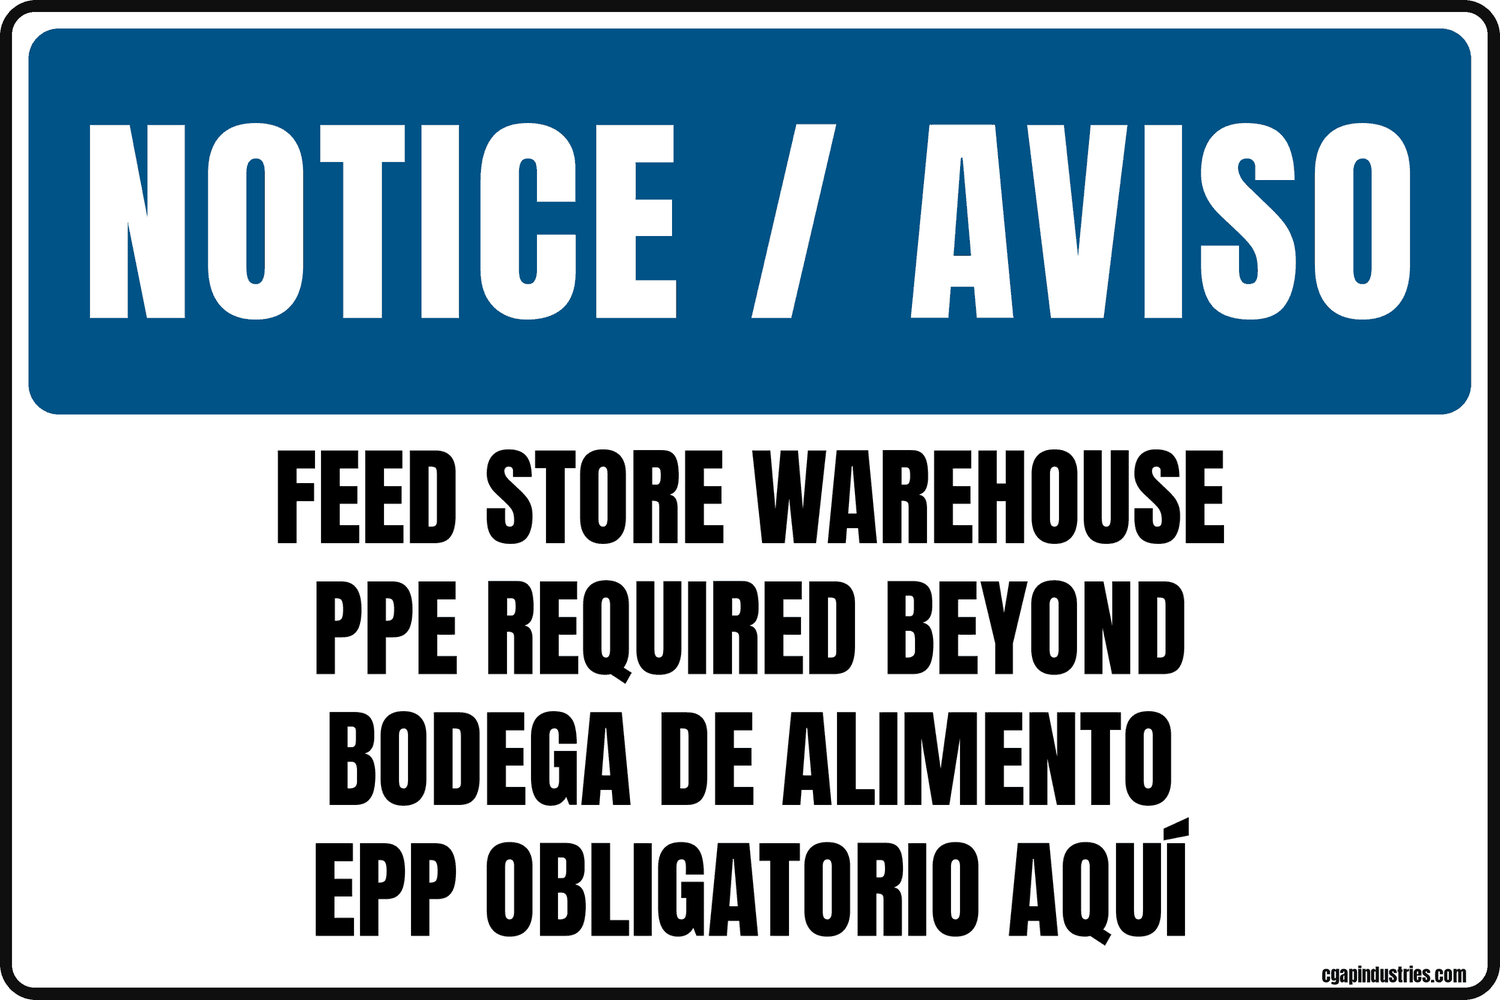 NOTICE / AVISO
FEED STORE WAREHOUSE
PPE REQUIRED BEYOND
BODEGA DE ALIMENTO
EPP OBLIGATORIO AQUÍ
cgapindustries.com